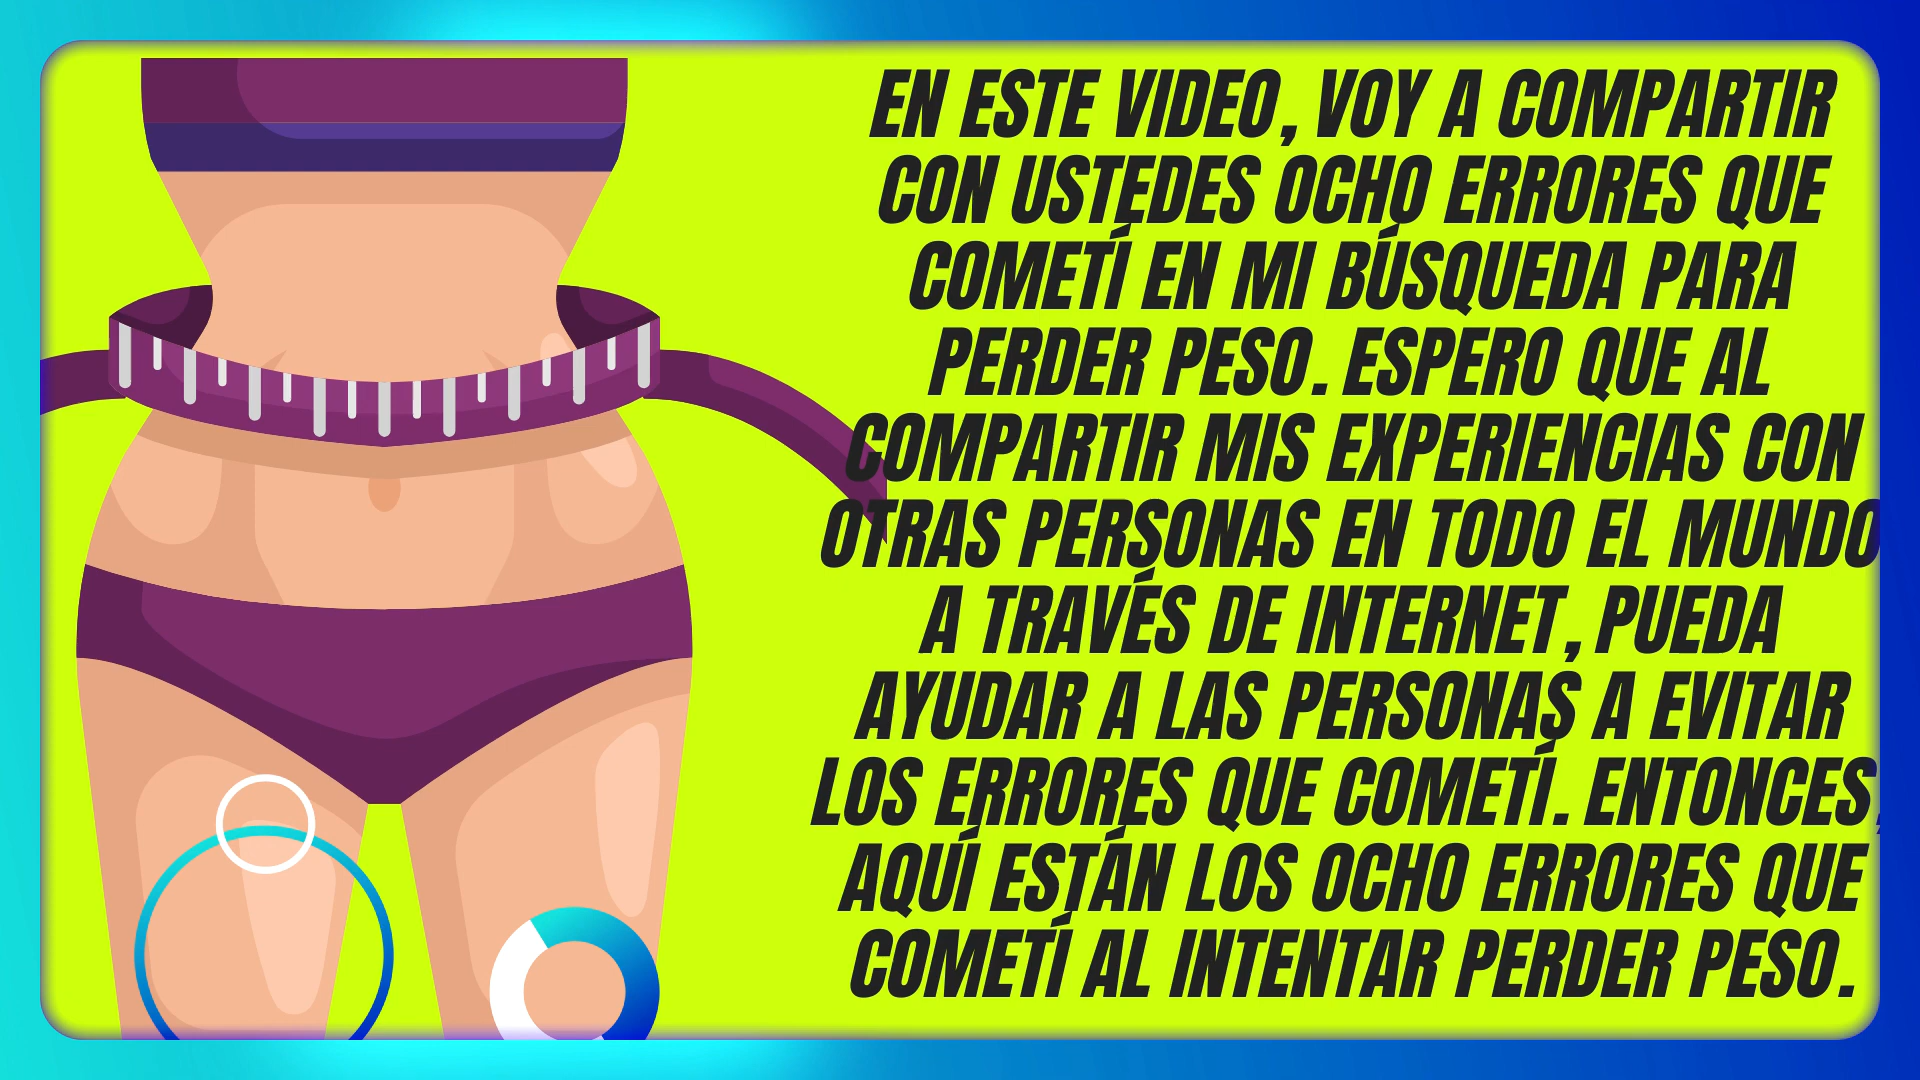 EN ESTE VIDEO, VOY A COMPARTIR
CON USTEDES OCHO ERRORES QUE
COMETÍ EN MI BÚSQUEDA PARA
PERDER PESO. ESPERO QUE AL
COMPARTIR MIS EXPERIENCIAS CON
OTRAS PERSONAS EN TODO EL MUNDO
A TRAVÉS DE INTERNET, PUEDA
AYUDAR A LAS PERSONAS A EVITAR
LOS ERRORES QUE COMETÍ. ENTONCES,
AQUÍ ESTÁN LOS OCHO ERRORES QUE
COMETÍ AL INTENTAR PERDER PESO.